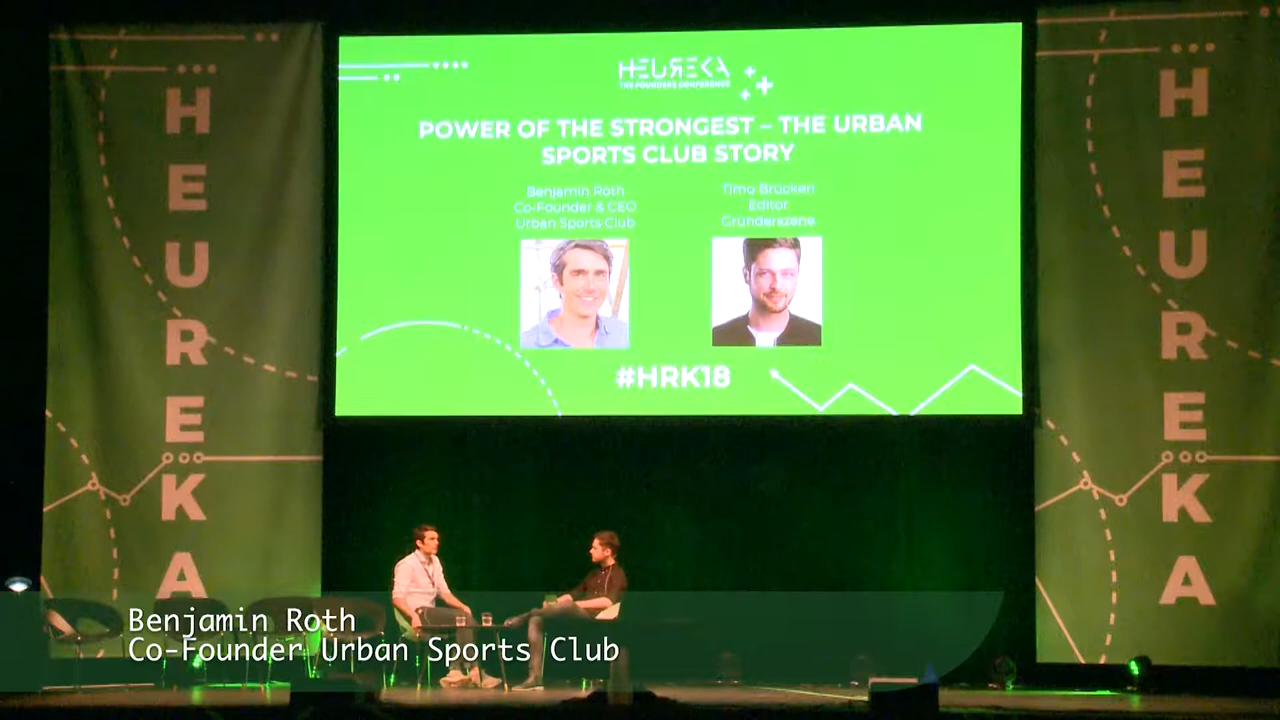 HEUREKA
HEUREKA
THE FOUNDERS CONFERENCE
POWER OF THE STRONGEST – THE URBAN
SPORTS CLUB STORY
Benjamin Roth
Co-Founder & CEO
Urban Sports Club
Timo Brücken
Editor
Gründerszene
#HRK18
HEUREKA
Benjamin Roth
Co-Founder Urban Sports Club